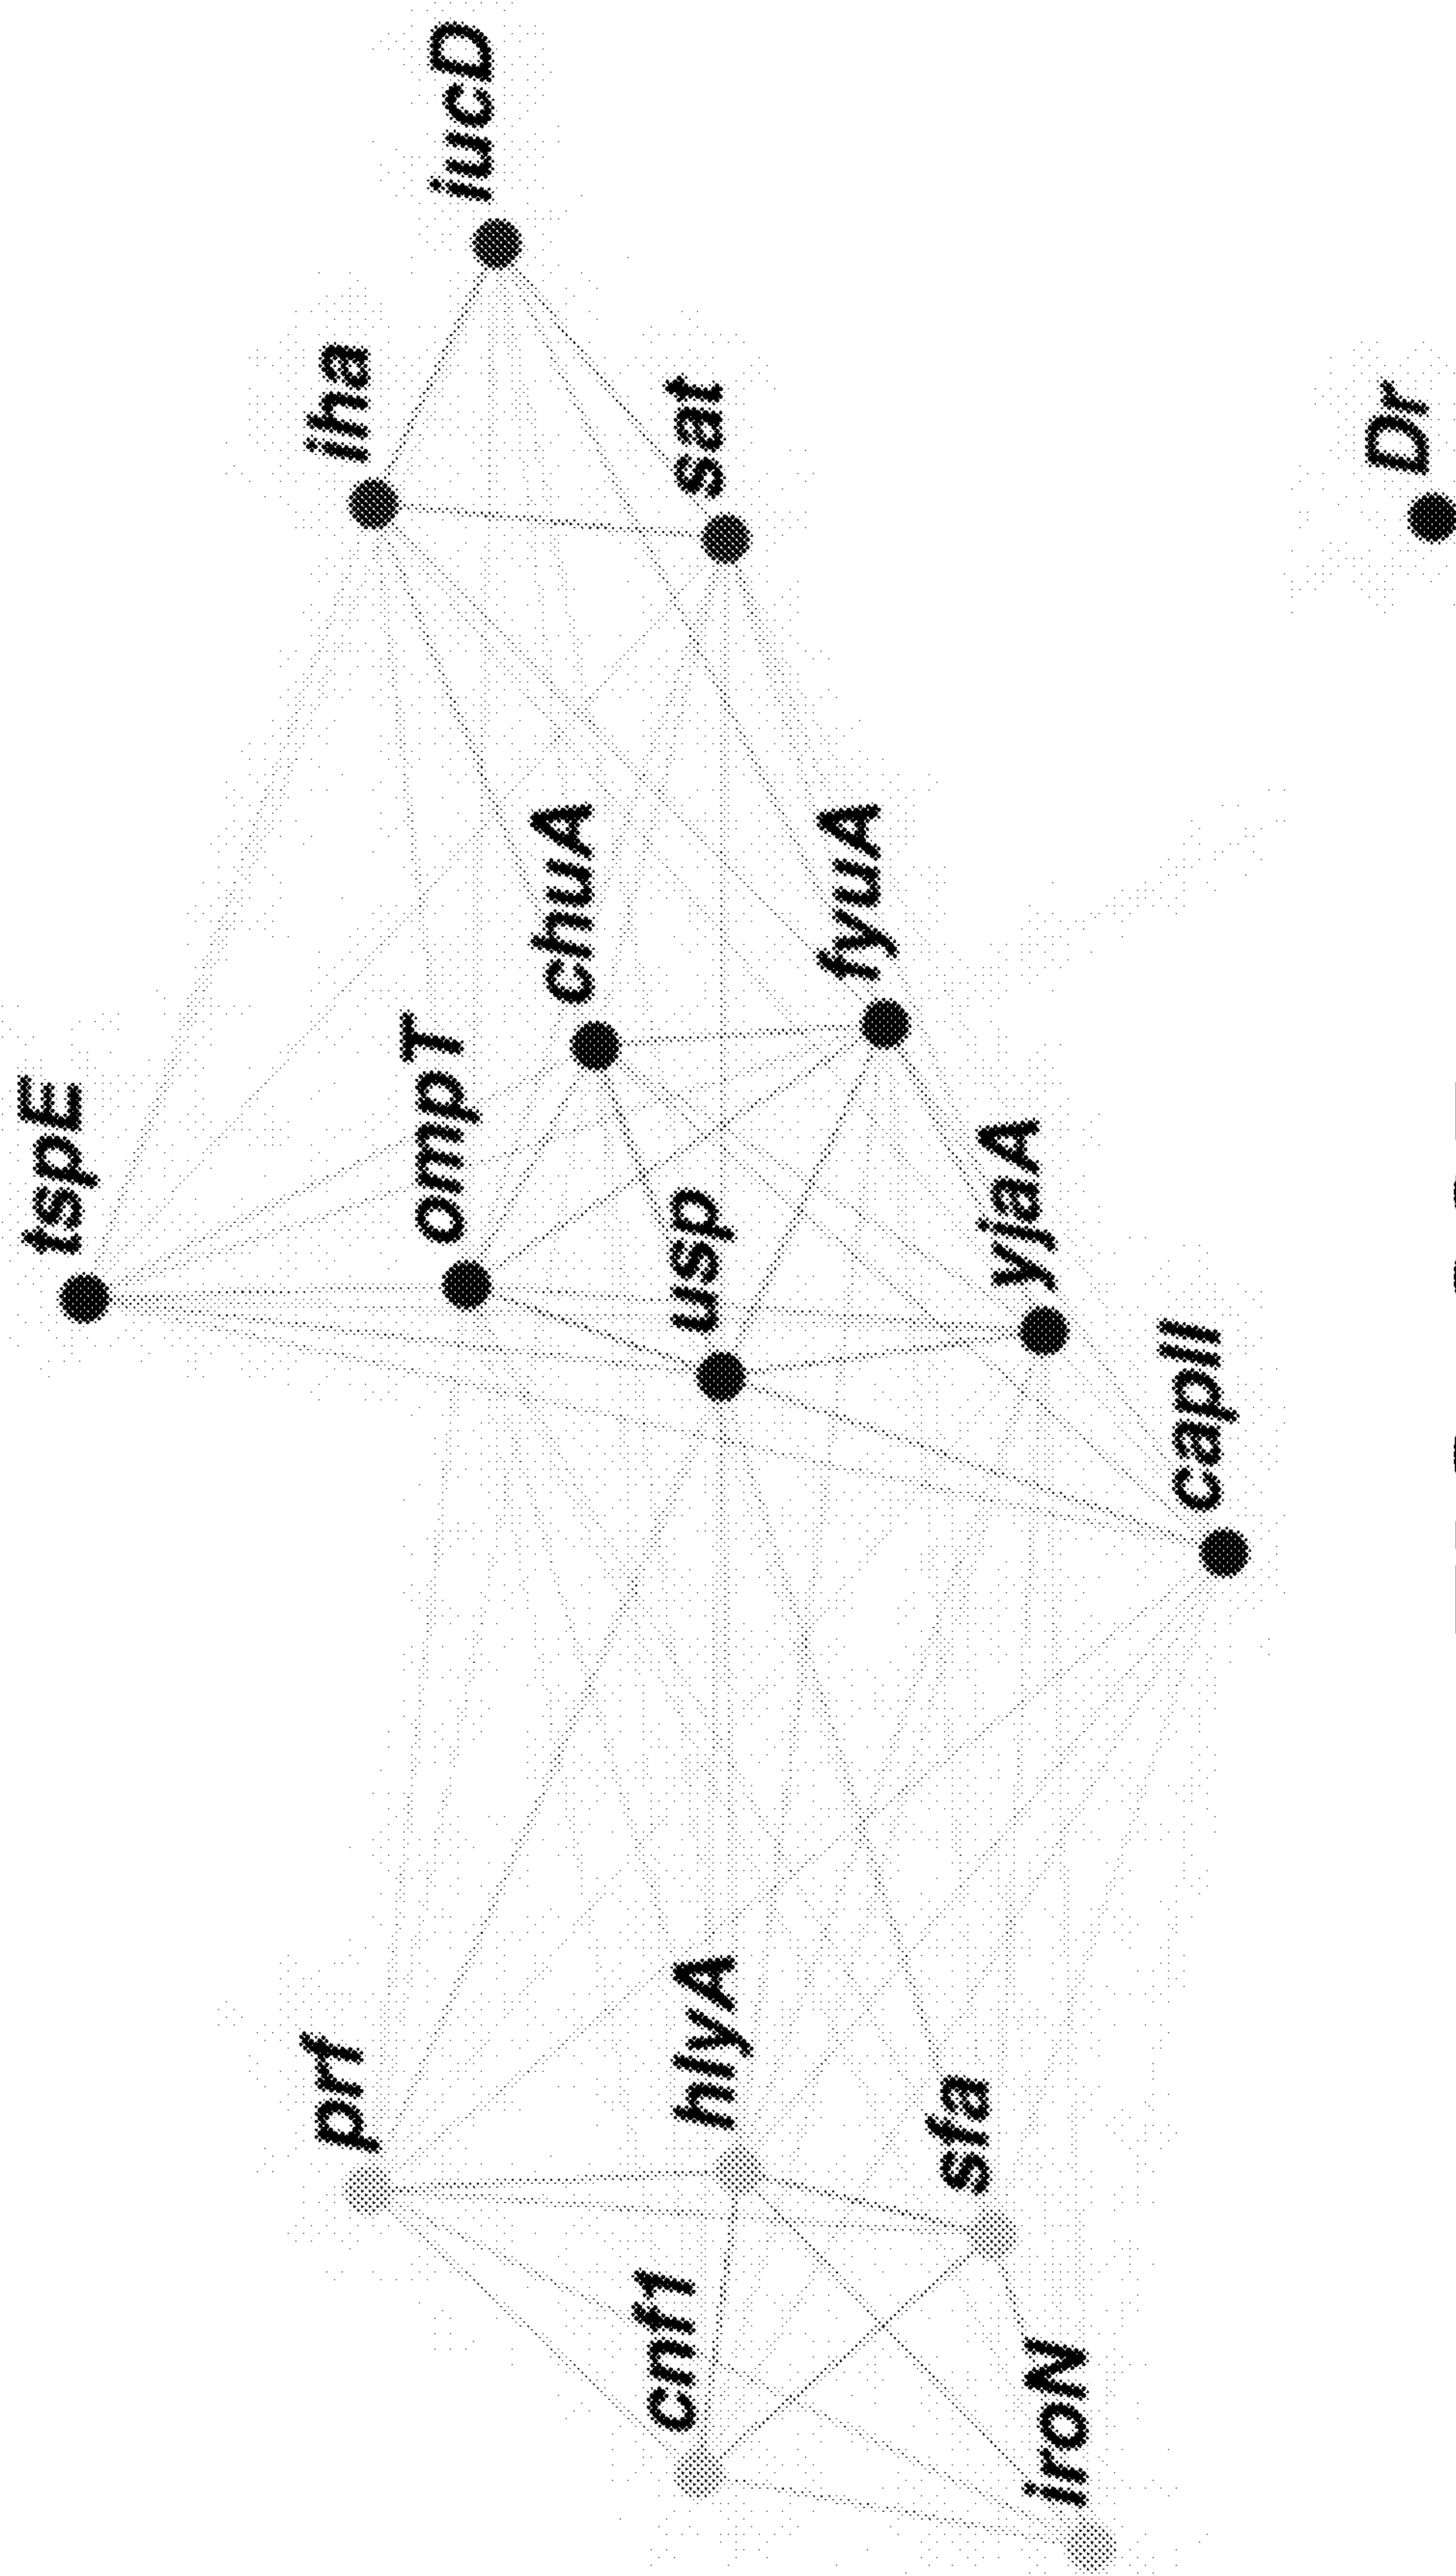 tspE
prf
iha
ompT
iucD
chuA
cnf1
hlyA
usp
sat
fyuA
sfa
yjaA
iroN
capII
Dr